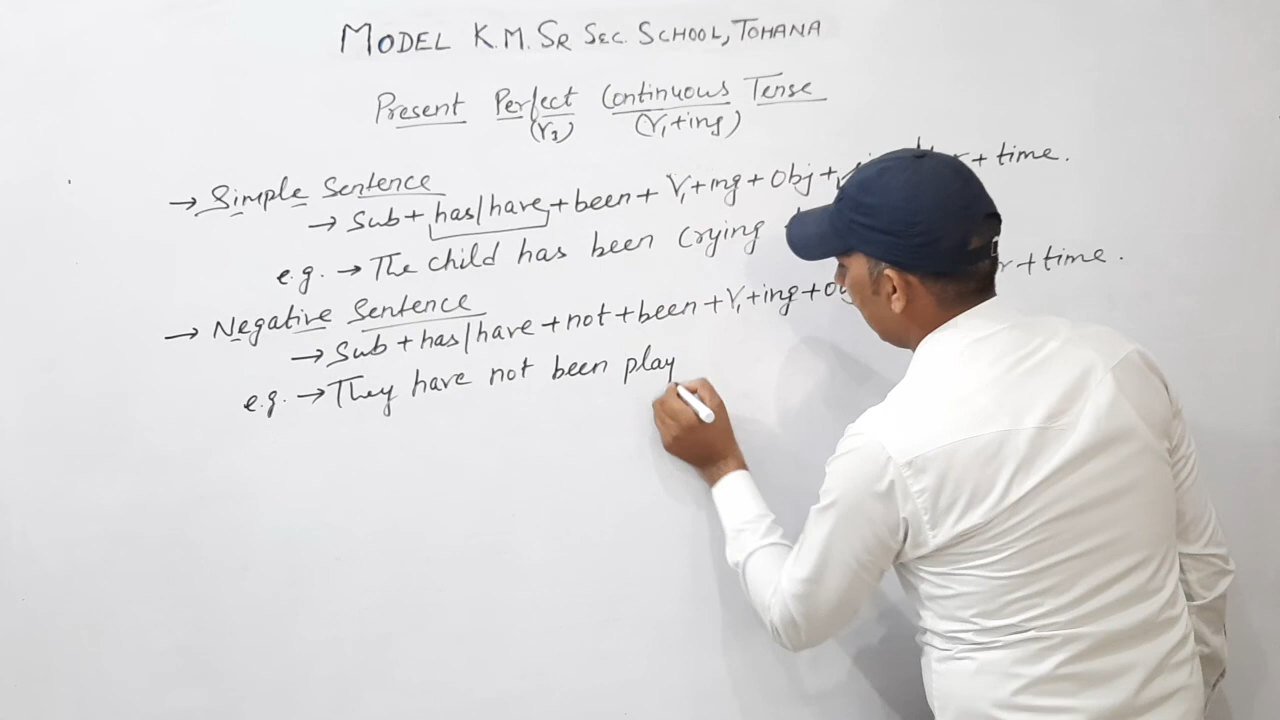 MODEL K.M. SR SEC. SCHOOL, TOHANA
Present Perfect Continuous Tense
(V3) (V1+ing)
→ Simple Sentence
→ Sub + has/have + been + V1+ing + Obj + + time.
e.g. → The child has been crying
→ Negative Sentence
→ Sub + has/have + not + been + V1+ing + + time.
e.g. → They have not been play